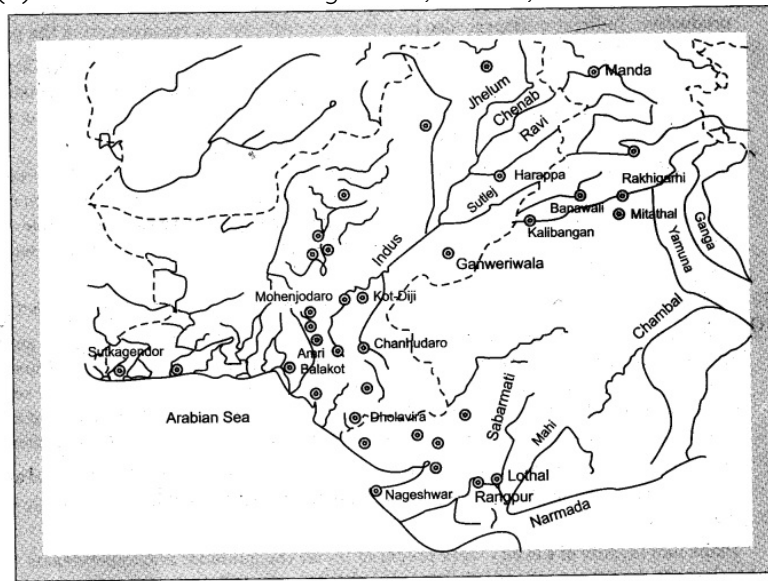 Manda
Jhelum
Chenab
Ravi
Harappa
Rakhigarhi
Sutlej
Banawali
Mitathal
Kalibangan
Ganga
Yamuna
Indus
Ganweriwala
Mohenjodaro
Kot-Diji
Chambal
Chanhudaro
Sutkagendor
Amri
Balakot
Arabian Sea
Dholavira
Sabarmati
Mahi
Lothal
Nageshwar
Rangpur
Narmada